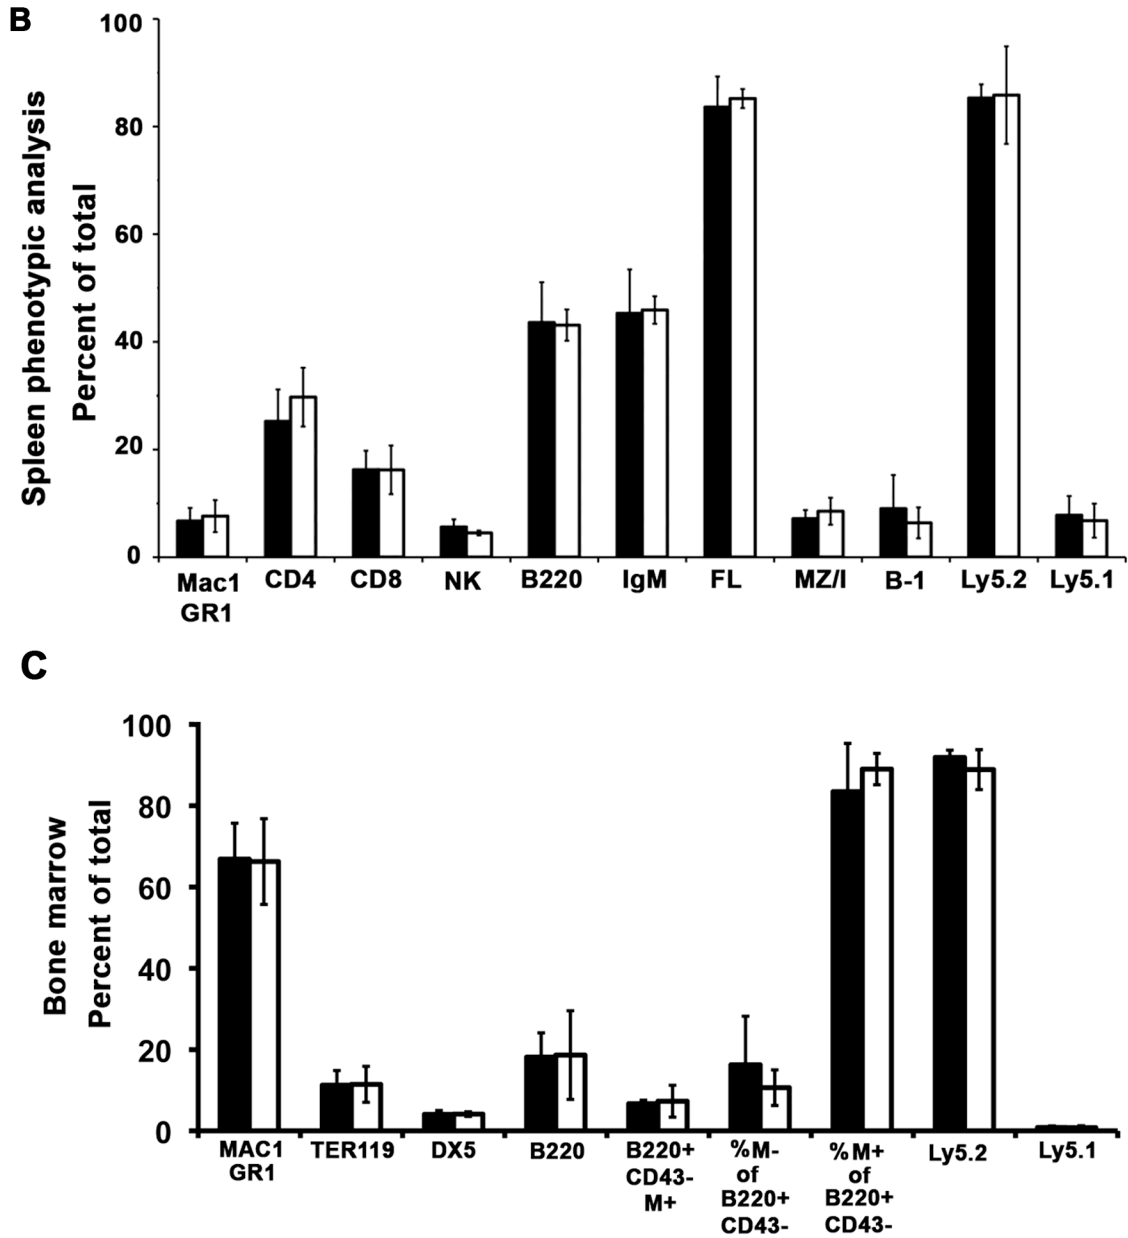 B
Spleen phenotypic analysis
Percent of total
100
80
60
40
20
0
Mac1
GR1
CD4
CD8
NK
B220
IgM
FL
MZ/I
B-1
Ly5.2
Ly5.1
C
Bone marrow
Percent of total
100
80
60
40
20
0
MAC1
GR1
TER119
DX5
B220
B220+
CD43-
M+
%M-
of
B220+
CD43-
%M+
of
B220+
CD43-
Ly5.2
Ly5.1